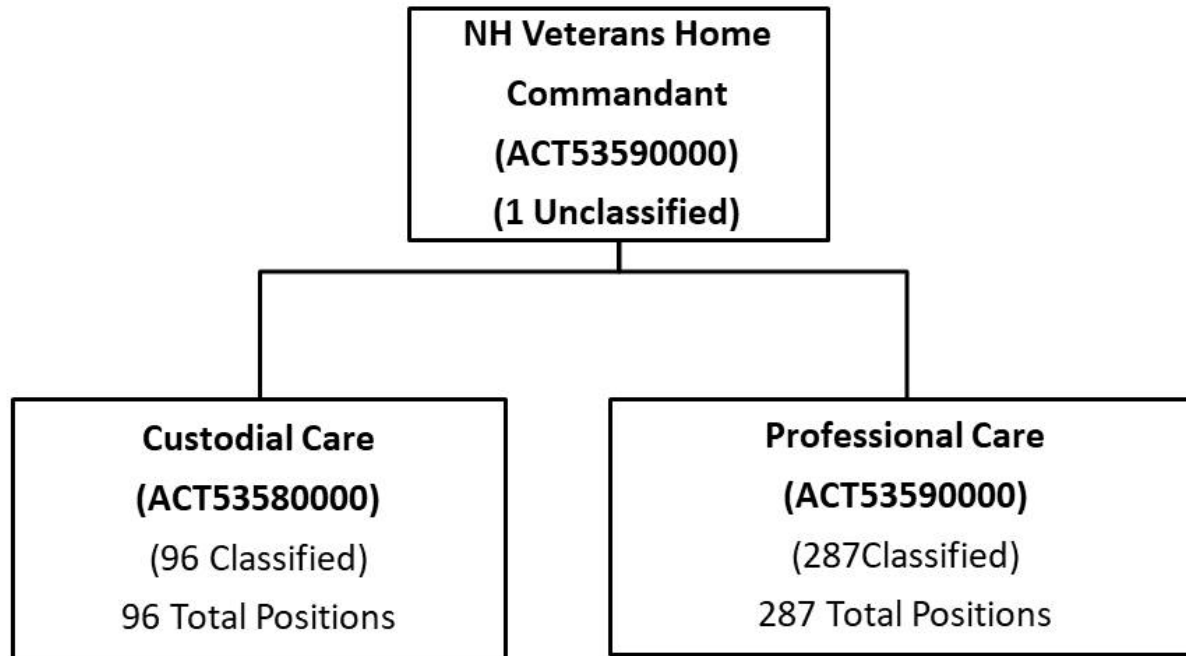 NH Veterans Home
Commandant
(ACT53590000)
(1 Unclassified)
Custodial Care
(ACT53580000)
(96 Classified)
96 Total Positions
Professional Care
(ACT53590000)
(287Classified)
287 Total Positions